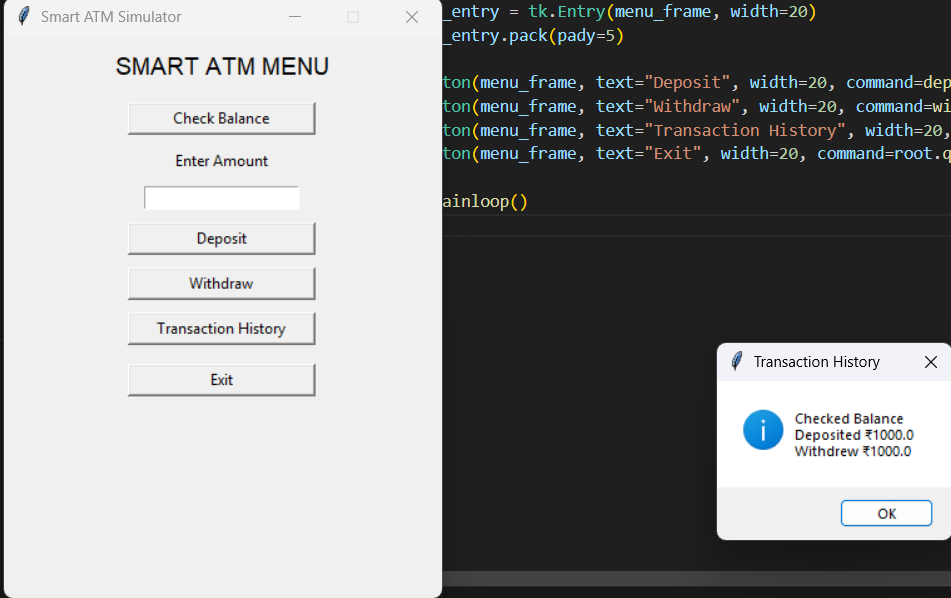 Smart ATM Simulator
SMART ATM MENU
Check Balance
Enter Amount
Deposit
Withdraw
Transaction History
Exit
_entry = tk.Entry(menu_frame, width=20)
_entry.pack(pady=5)
ton(menu_frame, text="Deposit", width=20, command=dep
ton(menu_frame, text="Withdraw", width=20, command=wi
ton(menu_frame, text="Transaction History", width=20,
ton(menu_frame, text="Exit", width=20, command=root.q
ainloop()
Transaction History
Checked Balance
Deposited ₹1000.0
Withdrew ₹1000.0
OK